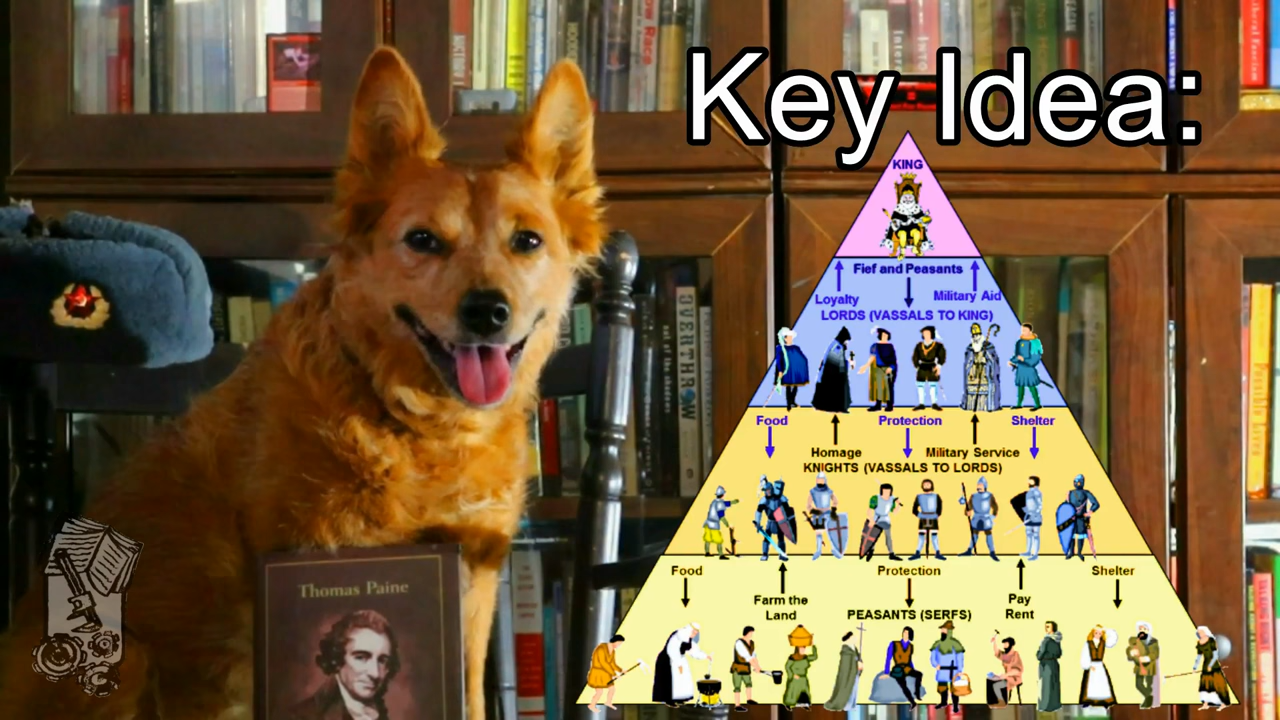 Key Idea:
KING
Fief and Peasants
Loyalty
Military Aid
LORDS (VASSALS TO KING)
Food
Protection
Shelter
Homage
Military Service
KNIGHTS (VASSALS TO LORDS)
Food
Protection
Shelter
Farm the
Land
Pay
Rent
PEASANTS (SERFS)
Thomas Paine
OVERTHROW